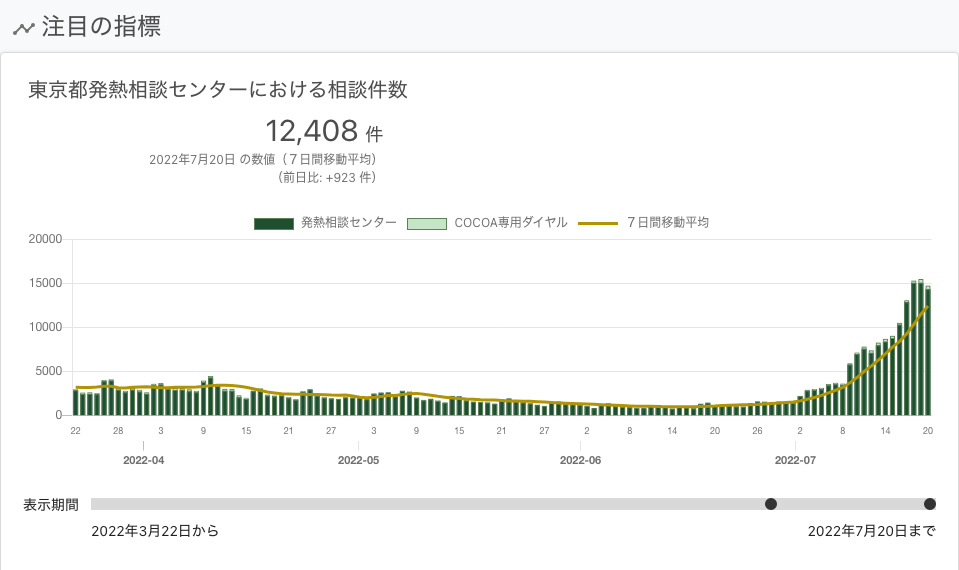 注目の指標
東京都発熱相談センターにおける相談件数
12,408 件
2022年7月20日 の数値（７日間移動平均）
（前日比: +923 件）
発熱相談センター COCOA専用ダイヤル ７日間移動平均
20000
15000
10000
5000
0
22 28 3 9 15 21 27 3 9 15 21 27 2 8 14 20 26 2 8 14 20
2022-04 2022-05 2022-06 2022-07
表示期間
2022年3月22日から 2022年7月20日まで